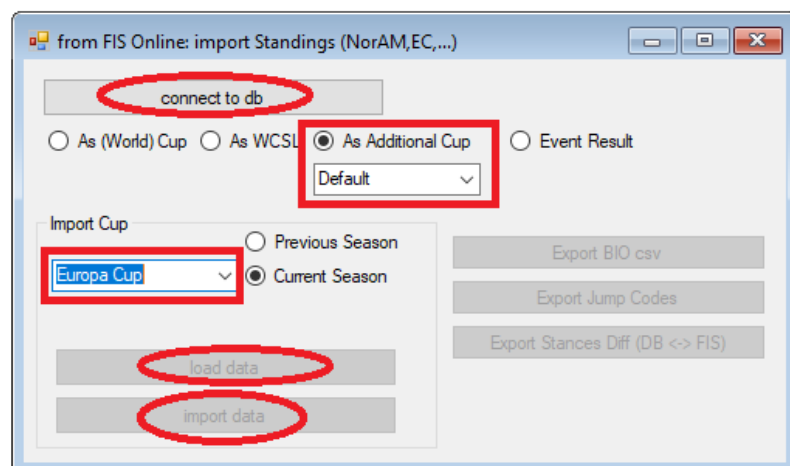 from FIS Online: import Standings (NorAM,EC,...)
connect to db
As (World) Cup As WCSL As Additional Cup Event Result
Default
Import Cup
Previous Season
Europa Cup Current Season
Export BIO csv
Export Jump Codes
Export Stances Diff (DB <-> FIS)
load data
import data